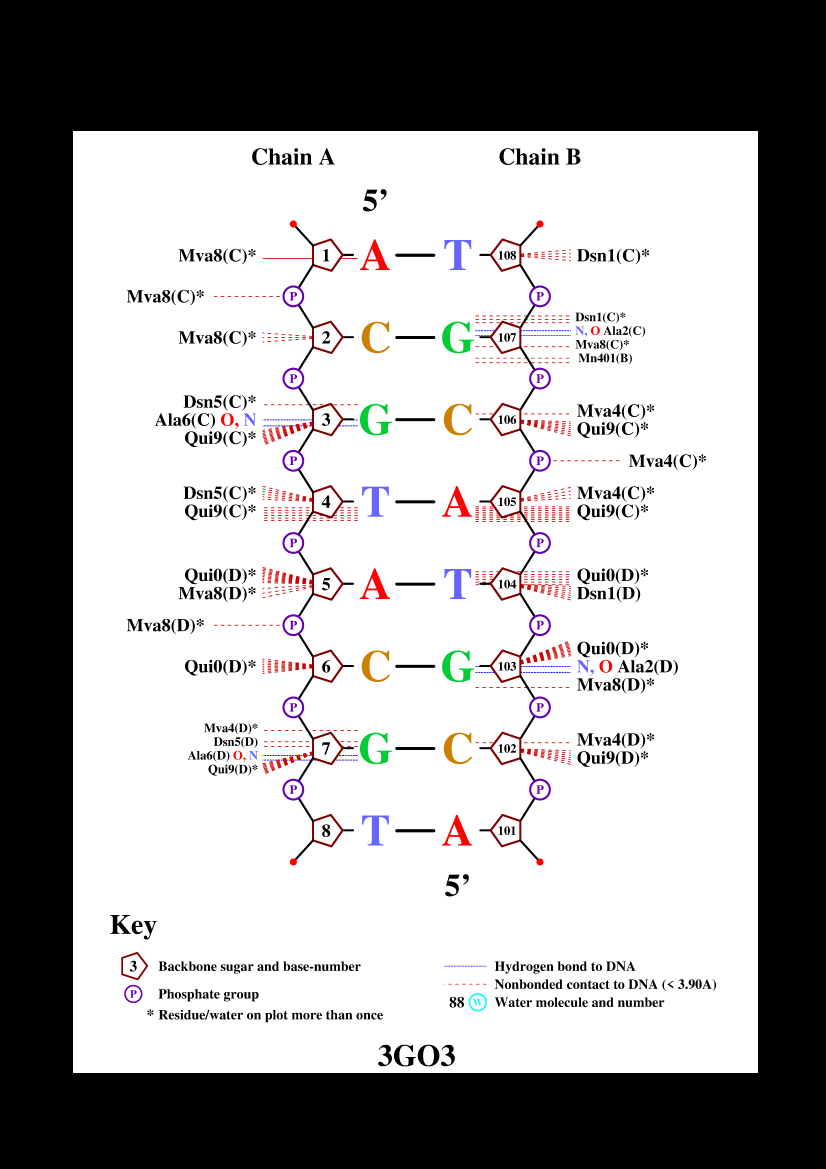 Chain A Chain B
5’
Mva8(C)* 1 A T 108 Dsn1(C)*
Mva8(C)* P P
Dsn1(C)*
N, O Ala2(C)
Mva8(C)* 2 C G 107
Mva8(C)*
Mn401(B)
P P
Dsn5(C)* Mva4(C)*
Ala6(C) O, N 3 G C 106
Qui9(C)* Qui9(C)*
P P Mva4(C)*
Dsn5(C)* Mva4(C)*
4 T A 105
Qui9(C)* Qui9(C)*
P P
Qui0(D)* Qui0(D)*
5 A T 104
Mva8(D)* Dsn1(D)
Mva8(D)* P P
Qui0(D)*
Qui0(D)* 6 C G 103 N, O Ala2(D)
Mva8(D)*
P P
Mva4(D)*
Dsn5(D) Mva4(D)*
7 G C 102
Ala6(D) O, N Qui9(D)*
Qui9(D)*
P P
8 T A 101
5’
Key
3 Backbone sugar and base-number Hydrogen bond to DNA
Nonbonded contact to DNA (< 3.90A)
P Phosphate group 88 W Water molecule and number
* Residue/water on plot more than once
3GO3